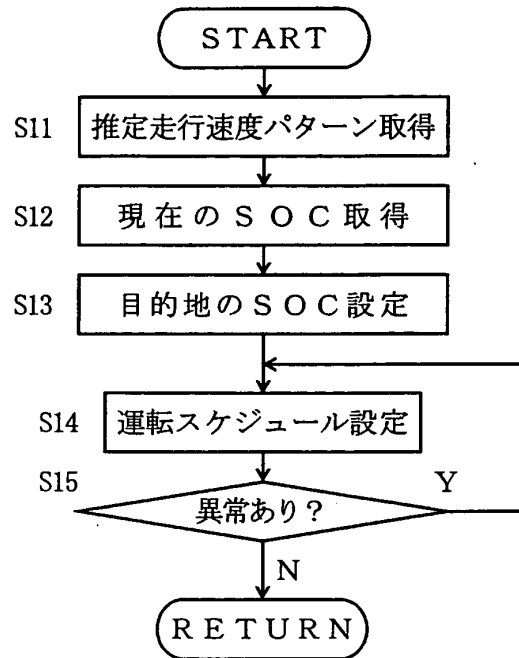 START
S11 推定走行速度パターン取得
S12 現在のSOC取得
S13 目的地のSOC設定
S14 運転スケジュール設定
S15 Y
異常あり？
N
RETURN